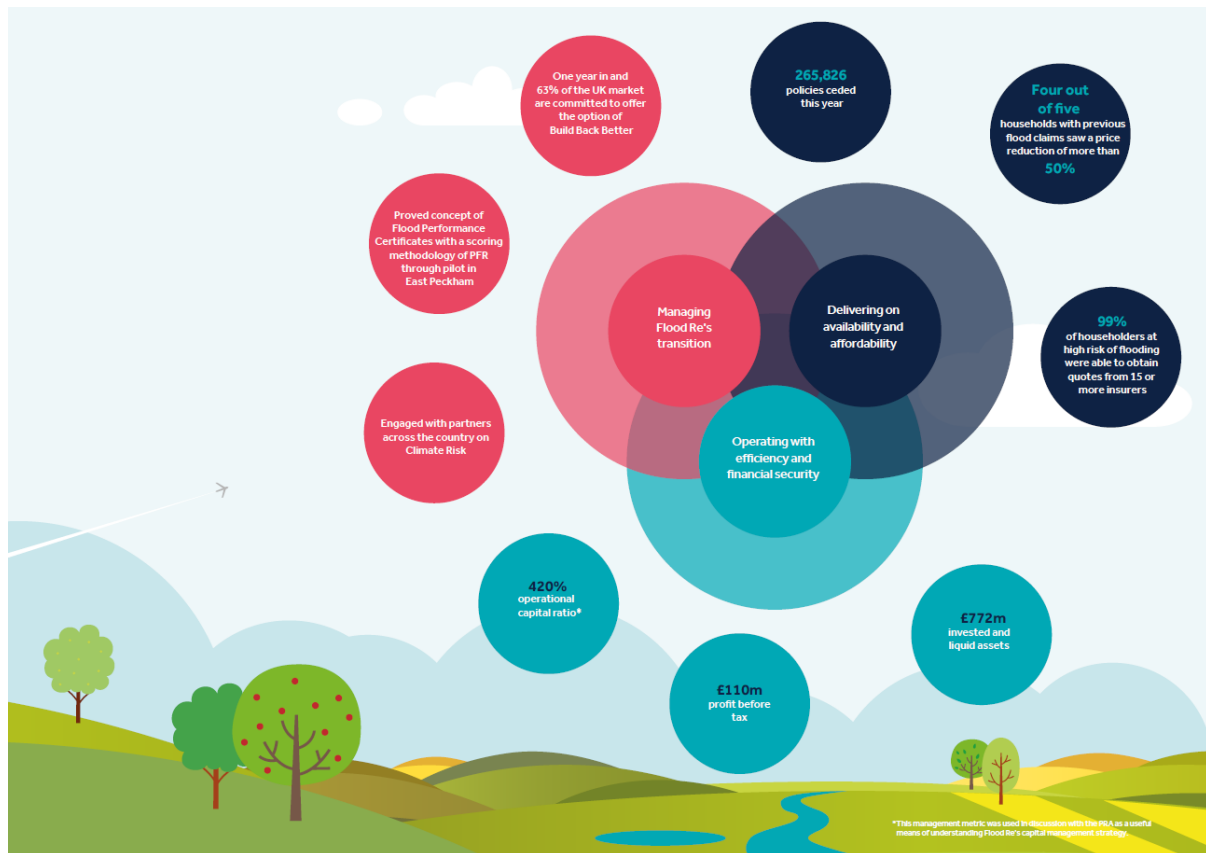 One year in and
63% of the UK market
are committed to offer
the option of
Build Back Better
265,826
policies ceded
this year
Four out
of five
households with previous
flood claims saw a price
reduction of more than
50%
Proved concept of
Flood Performance
Certificates with a scoring
methodology of PFR
through pilot in
East Peckham
Managing
Flood Re's
transition
Delivering on
availability and
affordability
99%
of householders at
high risk of flooding
were able to obtain
quotes from 15 or
more insurers
Engaged with partners
across the country on
Climate Risk
Operating with
efficiency and
financial security
420%
operational
capital ratio*
£110m
profit before
tax
£772m
invested and
liquid assets
*This management metric was used in discussion with the PRA as a useful
means of understanding Flood Re's capital management strategy.